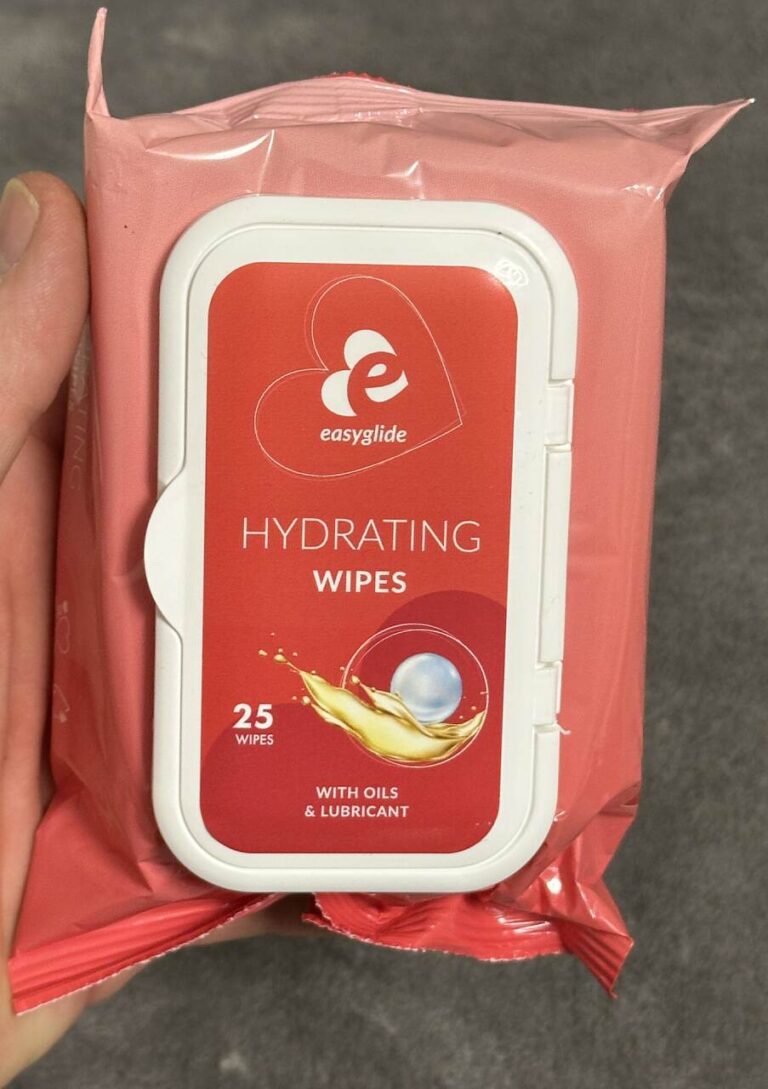 easyglide
HYDRATING
WIPES
25
WIPES
WITH OILS
& LUBRICANT